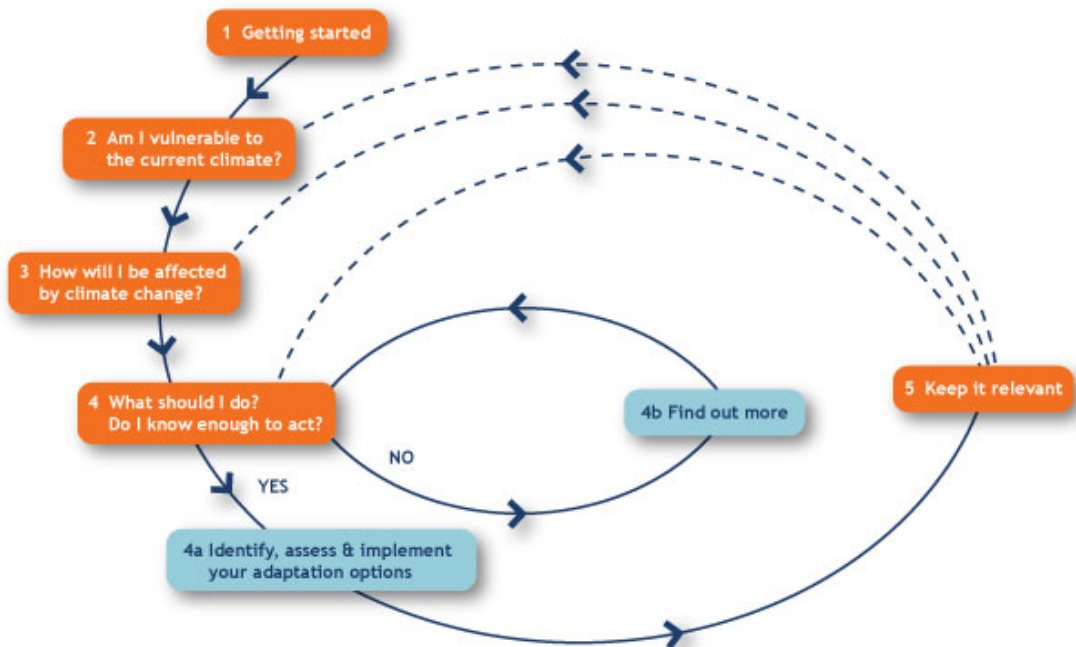 1 Getting started
2 Am I vulnerable to
the current climate?
3 How will I be affected
by climate change?
4 What should I do?
Do I know enough to act?
NO
4b Find out more
5 Keep it relevant
YES
4a Identify, assess & implement
your adaptation options